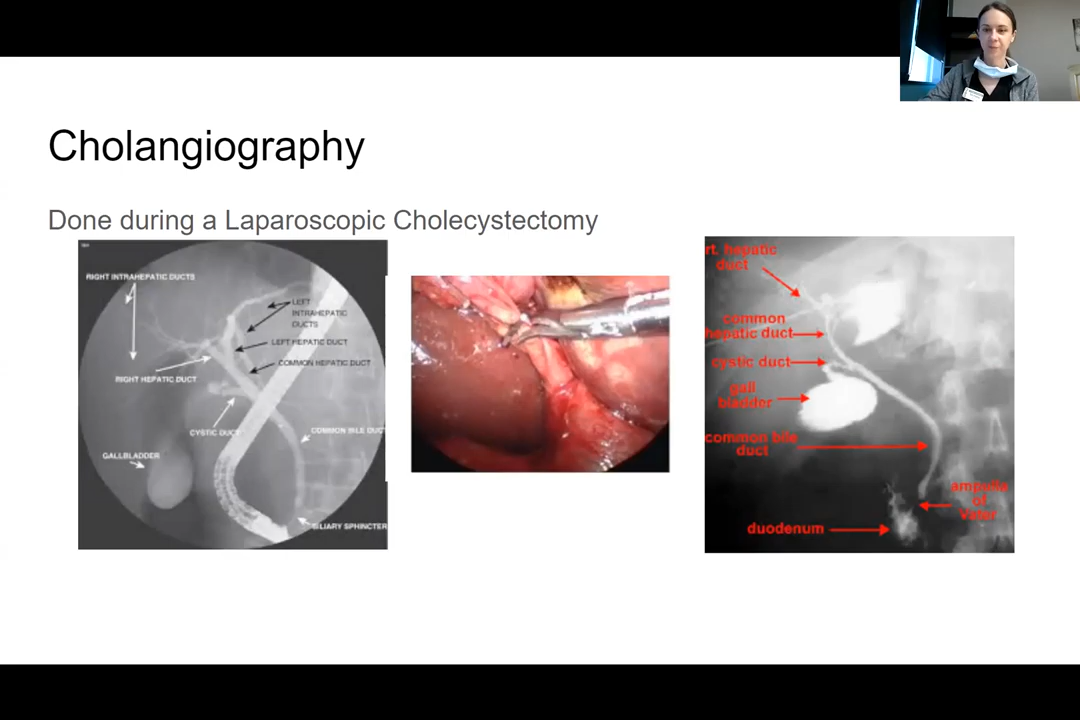 Cholangiography
Done during a Laparoscopic Cholecystectomy
RIGHT INTRAHEPATIC DUCTS
LEFT
INTRAHEPATIC
DUCTS
LEFT HEPATIC DUCT
COMMON HEPATIC DUCT
RIGHT HEPATIC DUCT
CYSTIC DUCT
COMMON BILE DUC
GALLBLADDER
BILIARY SPHINCTER
rt. hepatic
duct
common
hepatic duct
cystic duct
gall
bladder
common bile
duct
ampulla
of
Vater
duodenum